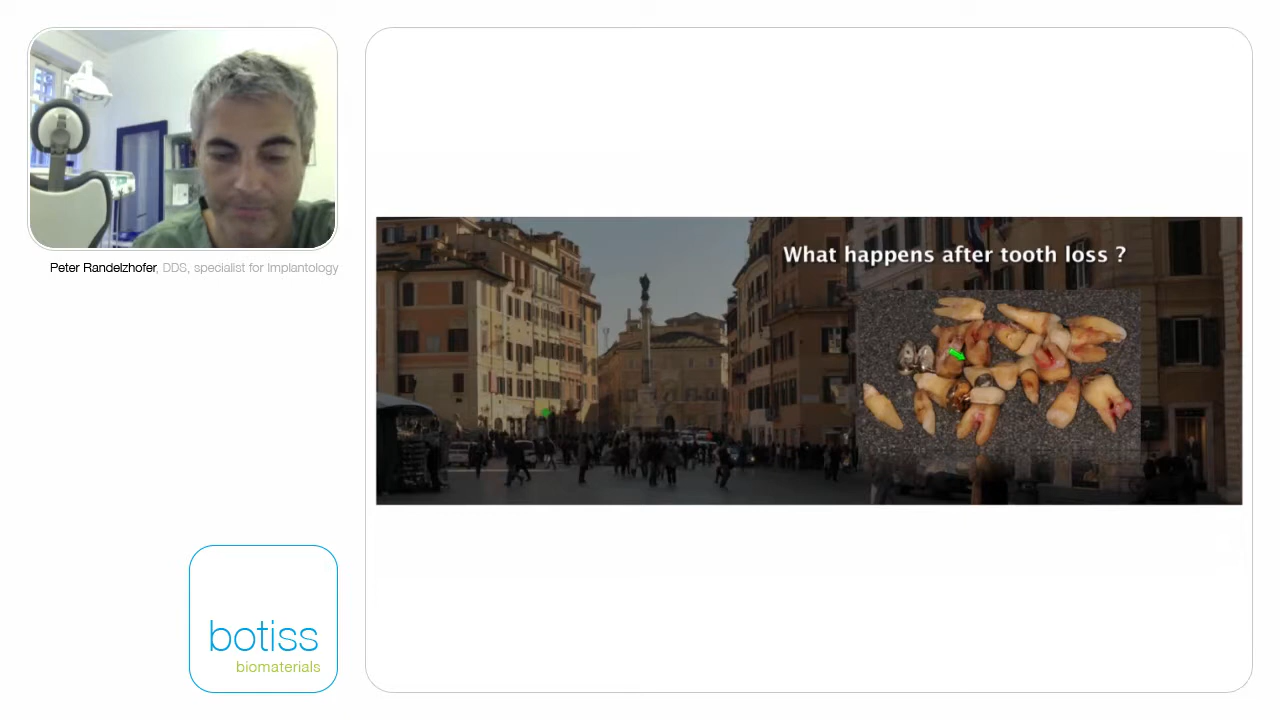 Peter Randelzhofer, DDS, specialist for Implantology
What happens after tooth loss ?
botiss
biomaterials